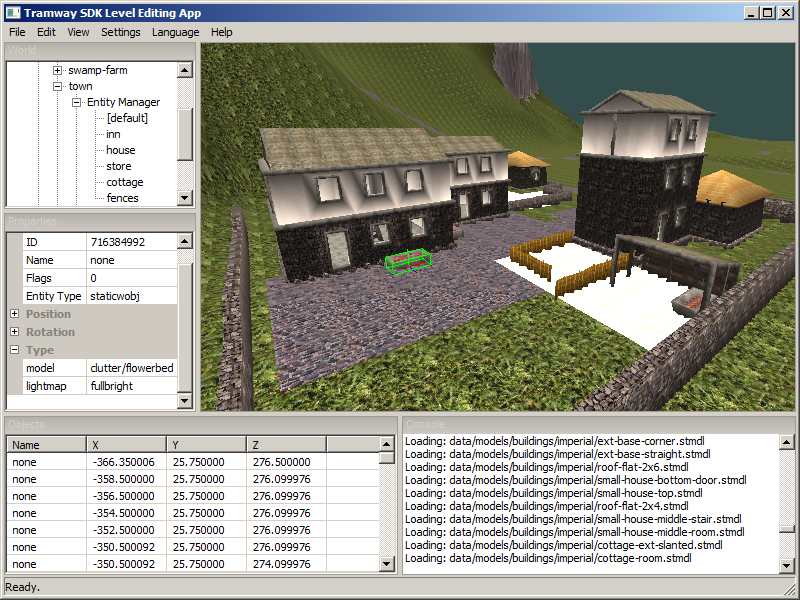 Tramway SDK Level Editing App
File Edit View Settings Language Help
World
swamp-farm
town
Entity Manager
[default]
inn
house
store
cottage
fences
Properties
ID 716384992
Name none
Flags 0
Entity Type staticwobj
Position
Rotation
Type
model clutter/flowerbed
lightmap fullbright
Objects
Name X Y Z
none -366.350006 25.750000 276.500000
none -358.500000 25.750000 276.099976
none -356.500000 25.750000 276.099976
none -354.500000 25.750000 276.099976
none -352.500000 25.750000 276.099976
none -350.500092 25.750000 276.099976
none -350.500092 25.750000 274.099976
Console
Loading: data/models/buildings/imperial/ext-base-corner.stmdl
Loading: data/models/buildings/imperial/ext-base-straight.stmdl
Loading: data/models/buildings/imperial/roof-flat-2x6.stmdl
Loading: data/models/buildings/imperial/small-house-bottom-door.stmdl
Loading: data/models/buildings/imperial/small-house-top.stmdl
Loading: data/models/buildings/imperial/roof-flat-2x4.stmdl
Loading: data/models/buildings/imperial/small-house-middle-stair.stmdl
Loading: data/models/buildings/imperial/small-house-middle-room.stmdl
Loading: data/models/buildings/imperial/cottage-ext-slanted.stmdl
Loading: data/models/buildings/imperial/cottage-room.stmdl
Ready.